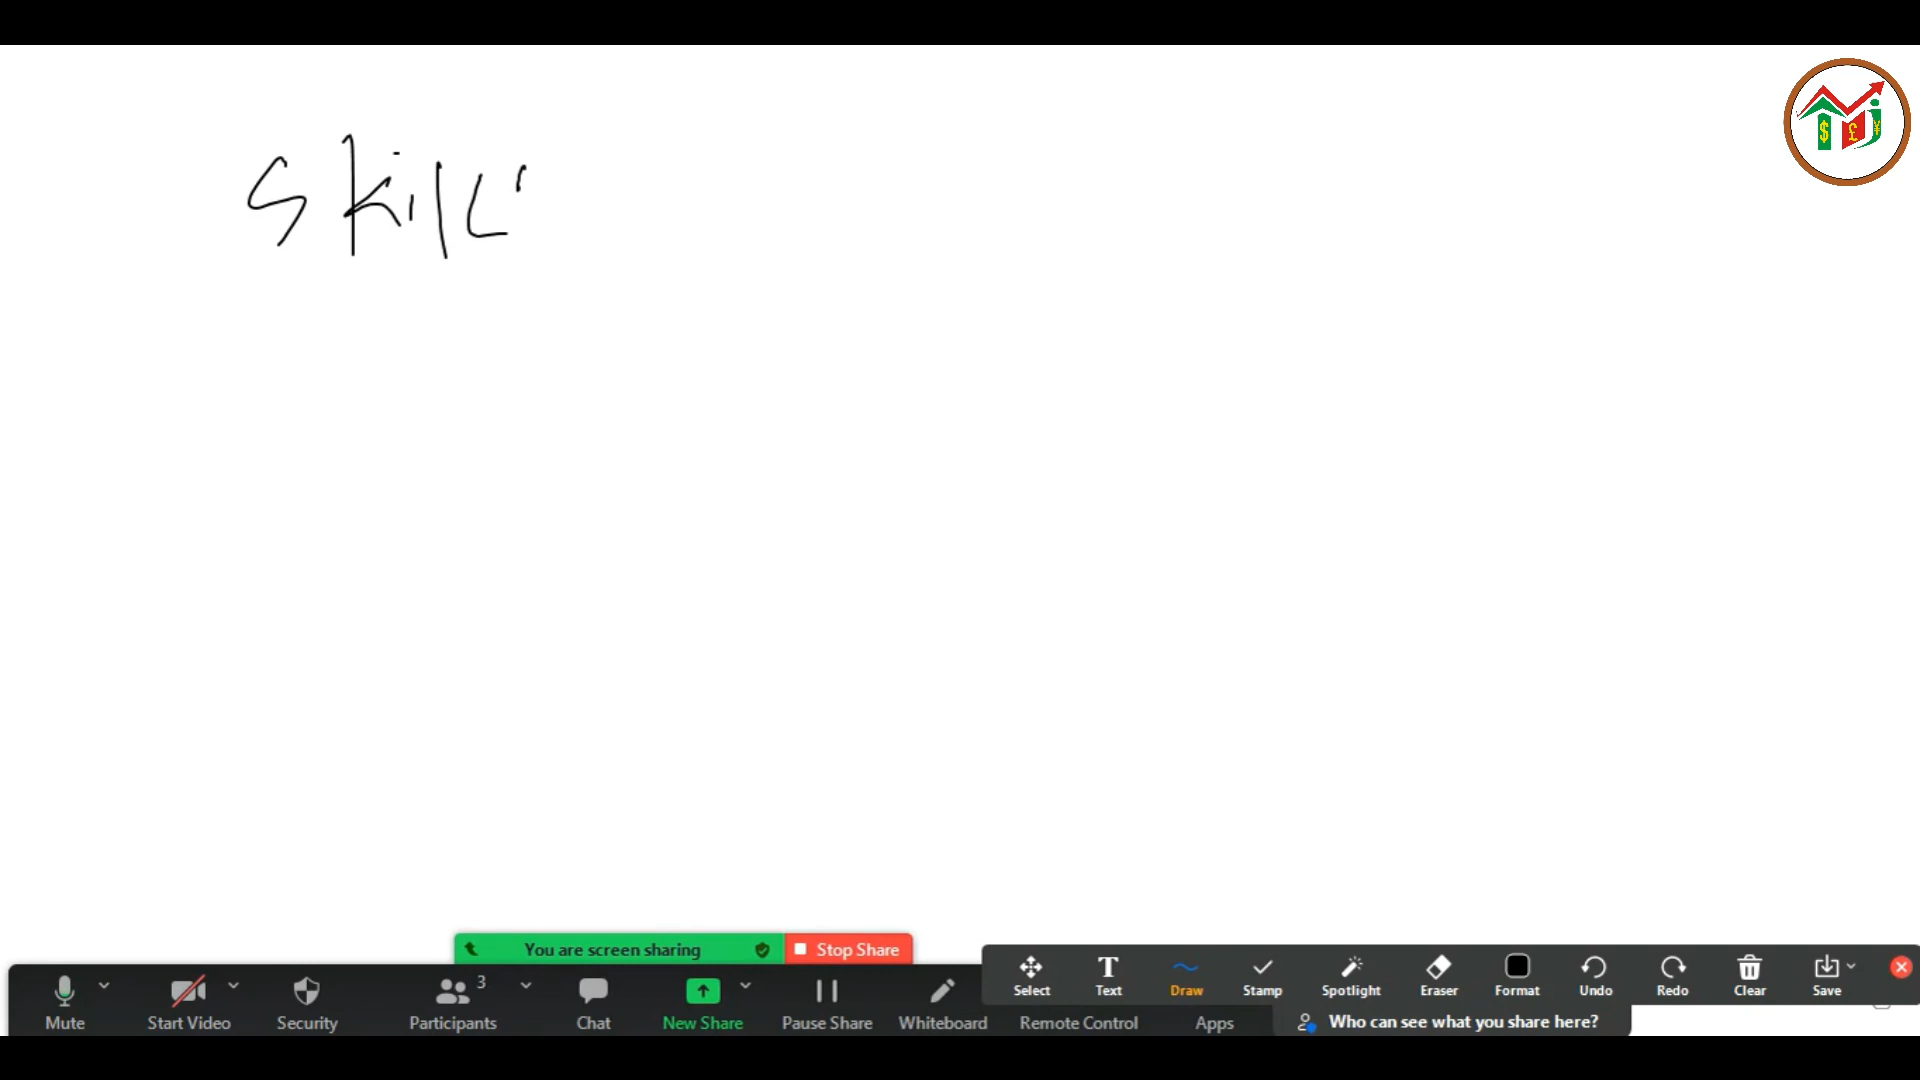 Skill'
You are screen sharing
Stop Share
Select
Text
Draw
Stamp
Spotlight
Eraser
Format
Undo
Redo
Clear
Save
3
Mute
Start Video
Security
Participants
Chat
New Share
Pause Share
Whiteboard
Remote Control
Apps
Who can see what you share here?